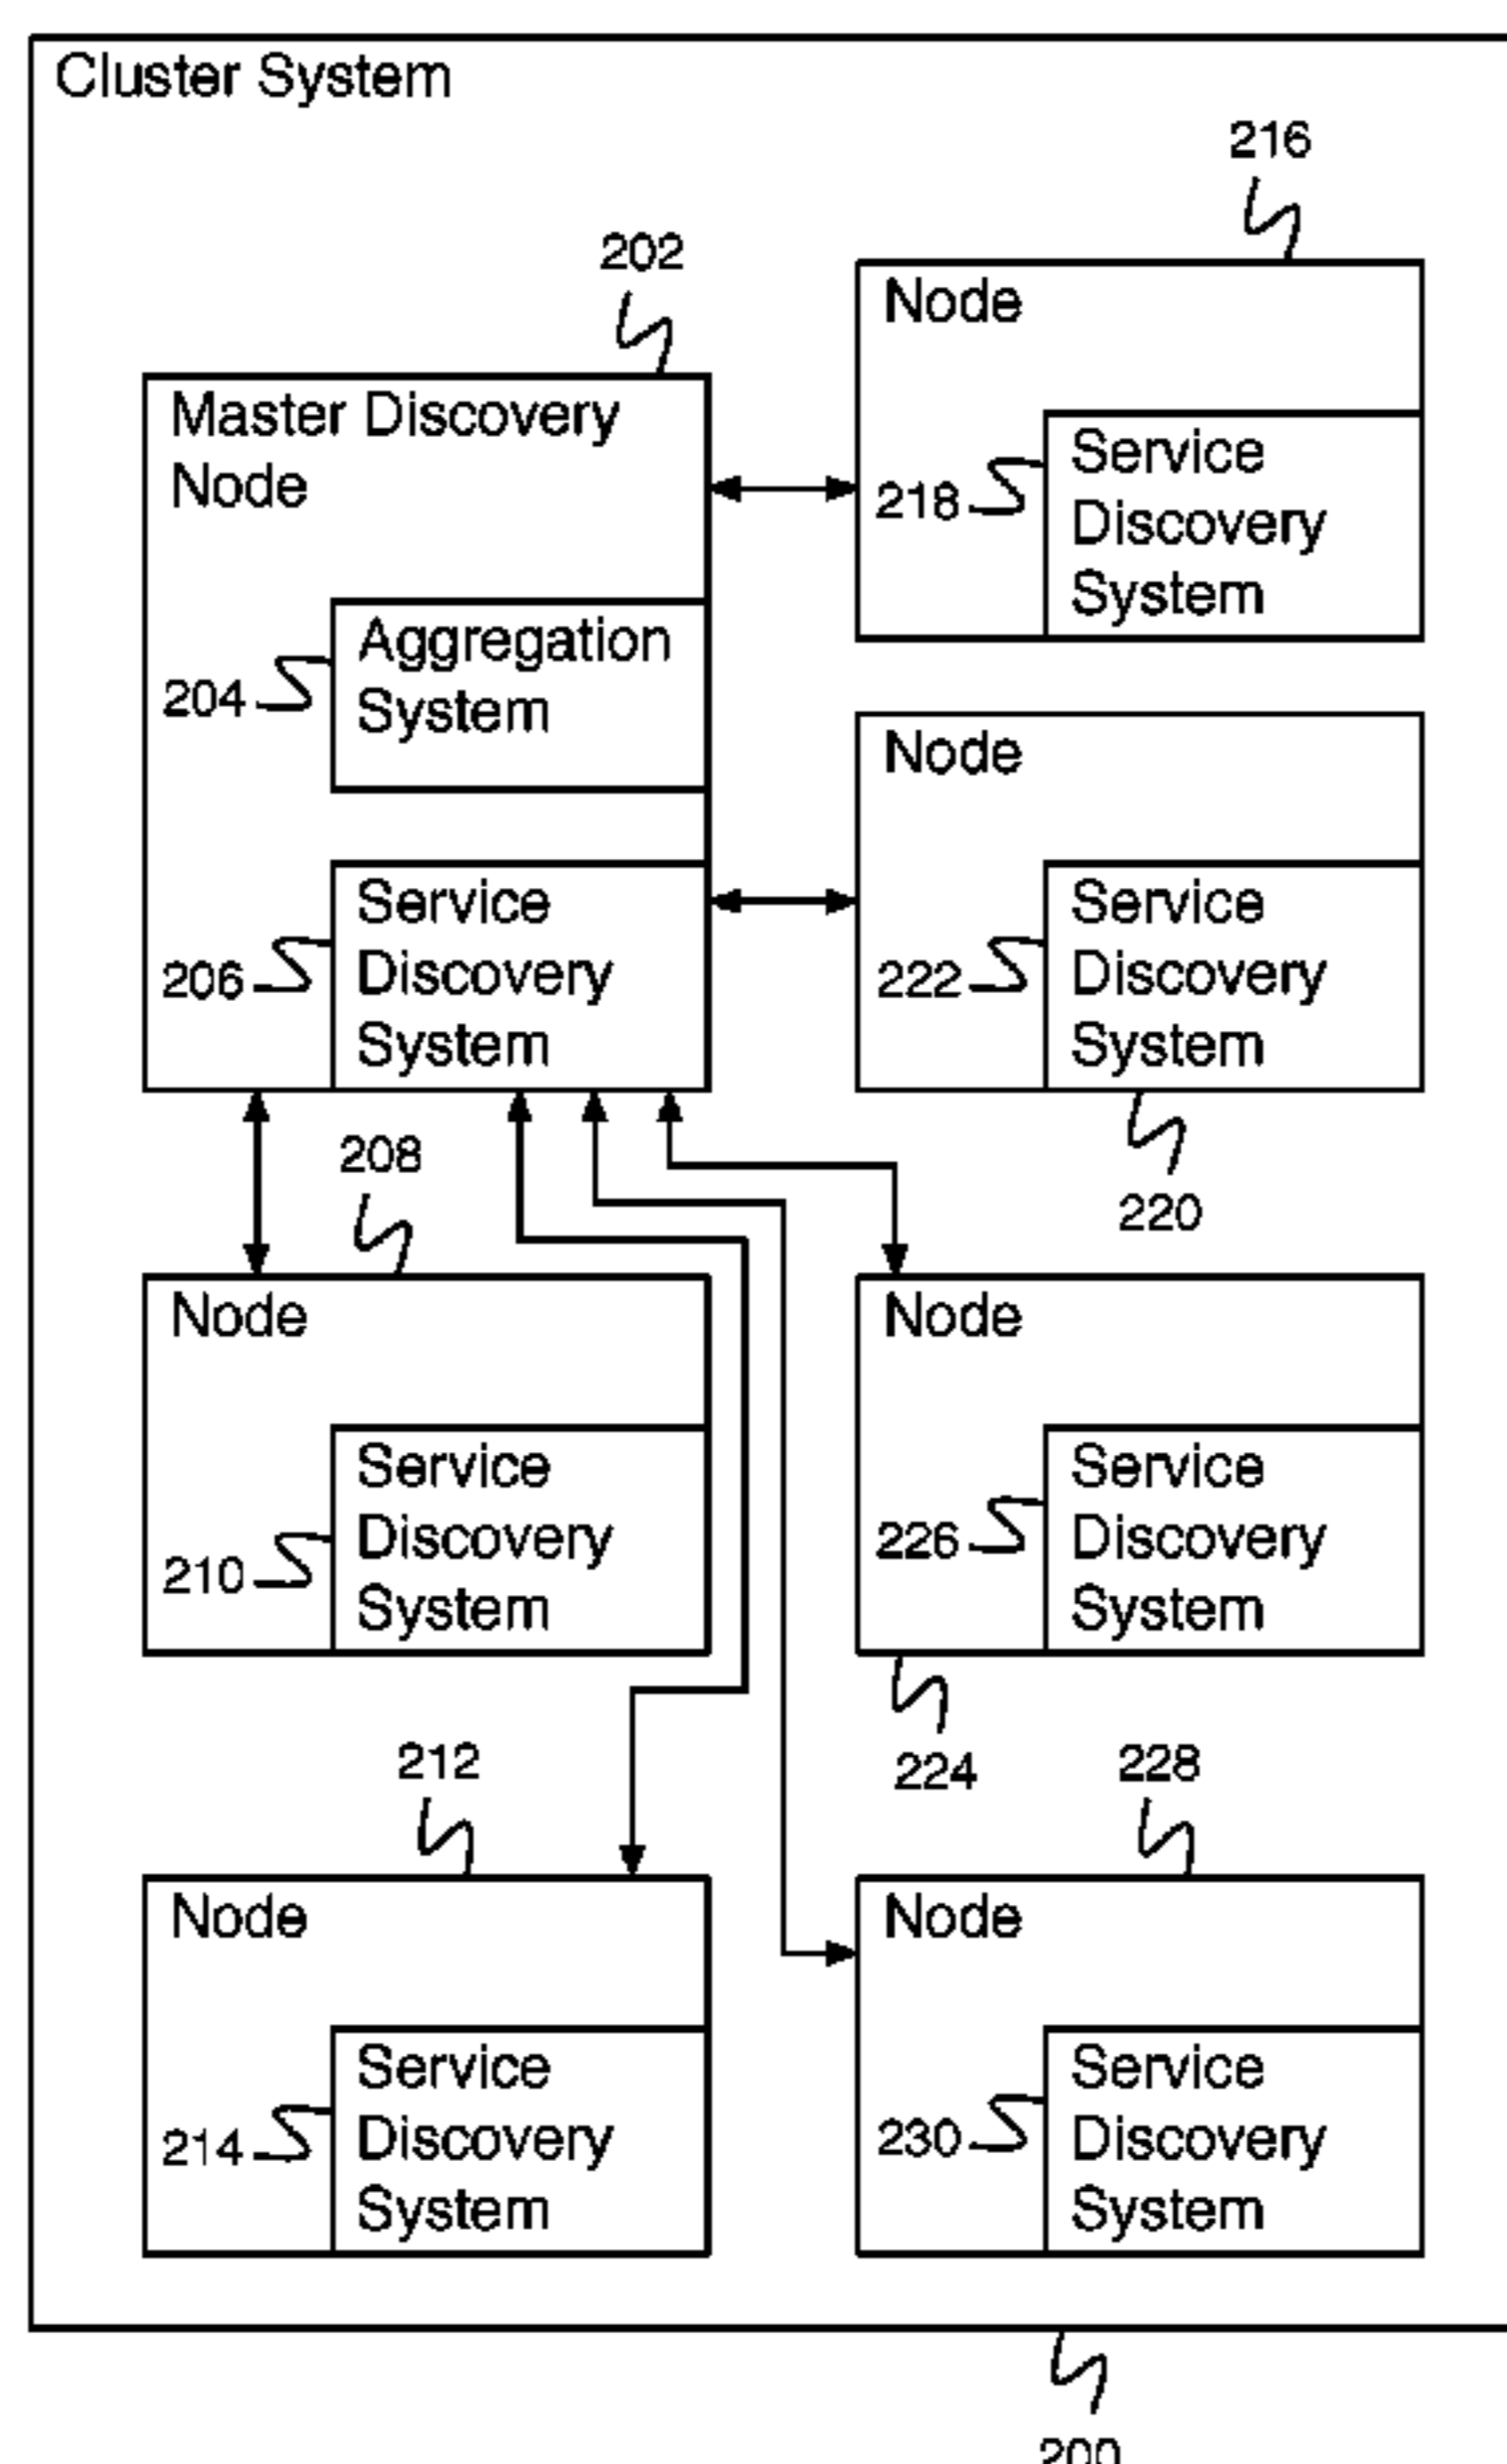 Cluster System
216
202
Node
Master Discovery
Node
218
Service
Discovery
System
204
Aggregation
System
Node
206
Service
Discovery
System
222
Service
Discovery
System
208
220
Node
Node
210
Service
Discovery
System
226
Service
Discovery
System
212
224
228
Node
Node
214
Service
Discovery
System
230
Service
Discovery
System
200